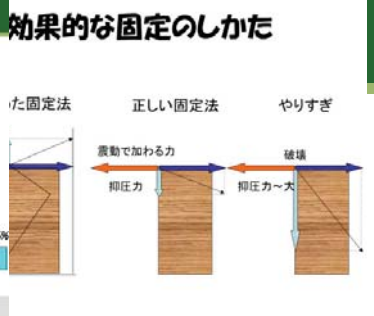 効果的な固定のしかた
った固定法
正しい固定法
やりすぎ
震動で加わる力
破壊
抑圧力
抑圧力~大
%